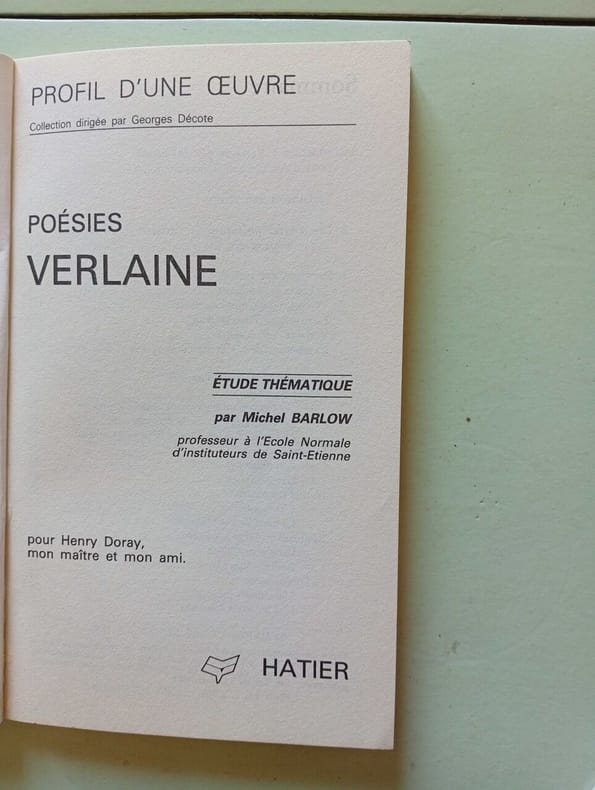 PROFIL D'UNE ŒUVRE
Collection dirigée par Georges Décote
POÉSIES
VERLAINE
ÉTUDE THÉMATIQUE
par Michel BARLOW
professeur à l'Ecole Normale
d'instituteurs de Saint-Etienne
pour Henry Doray,
mon maître et mon ami.
HATIER